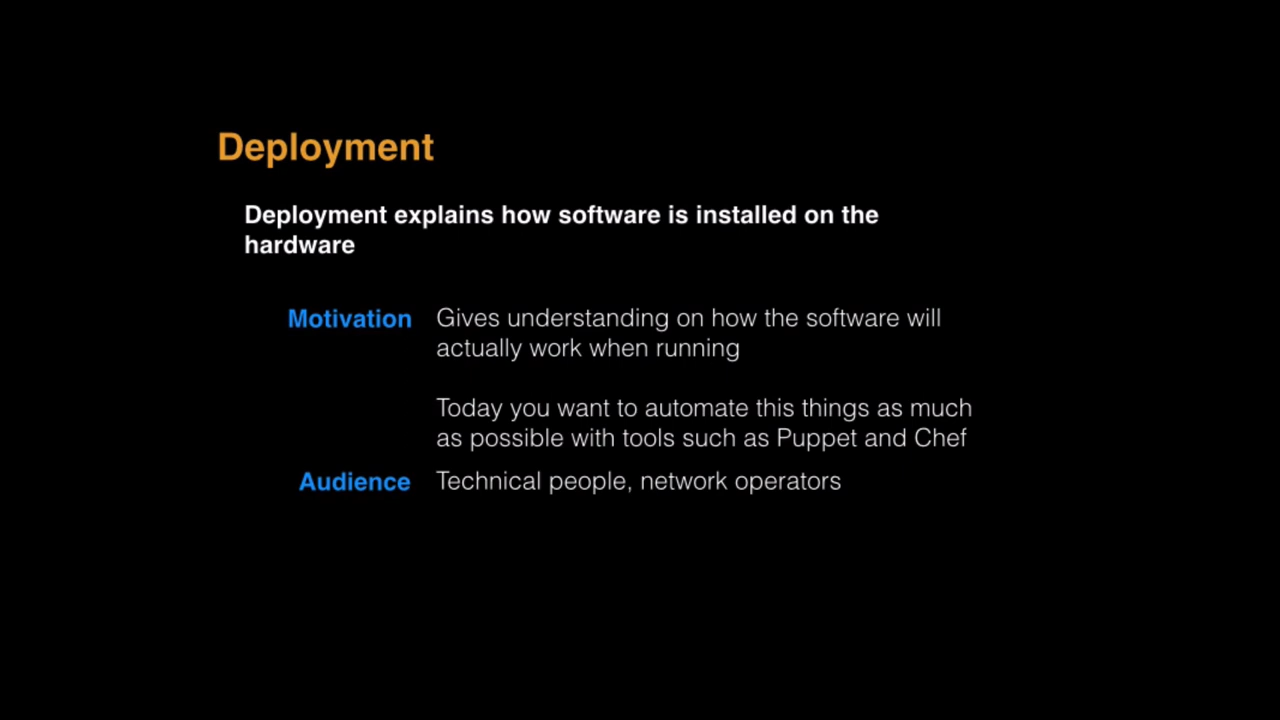 Deployment
Deployment explains how software is installed on the
hardware
Motivation Gives understanding on how the software will
actually work when running
Today you want to automate this things as much
as possible with tools such as Puppet and Chef
Audience Technical people, network operators